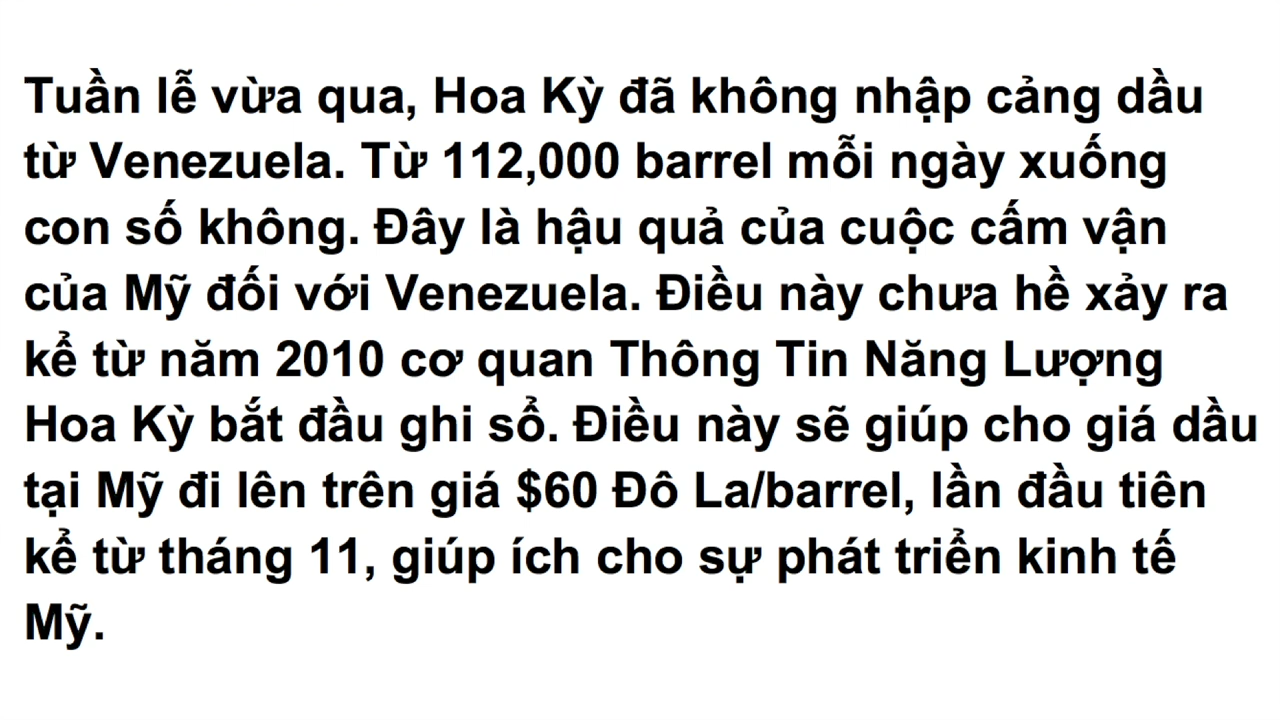 Tuần lễ vừa qua, Hoa Kỳ đã không nhập cảng dầu
từ Venezuela. Từ 112,000 barrel mỗi ngày xuống
con số không. Đây là hậu quả của cuộc cấm vận
của Mỹ đối với Venezuela. Điều này chưa hề xảy ra
kể từ năm 2010 cơ quan Thông Tin Năng Lượng
Hoa Kỳ bắt đầu ghi sổ. Điều này sẽ giúp cho giá dầu
tại Mỹ đi lên trên giá $60 Đô La/barrel, lần đầu tiên
kể từ tháng 11, giúp ích cho sự phát triển kinh tế
Mỹ.